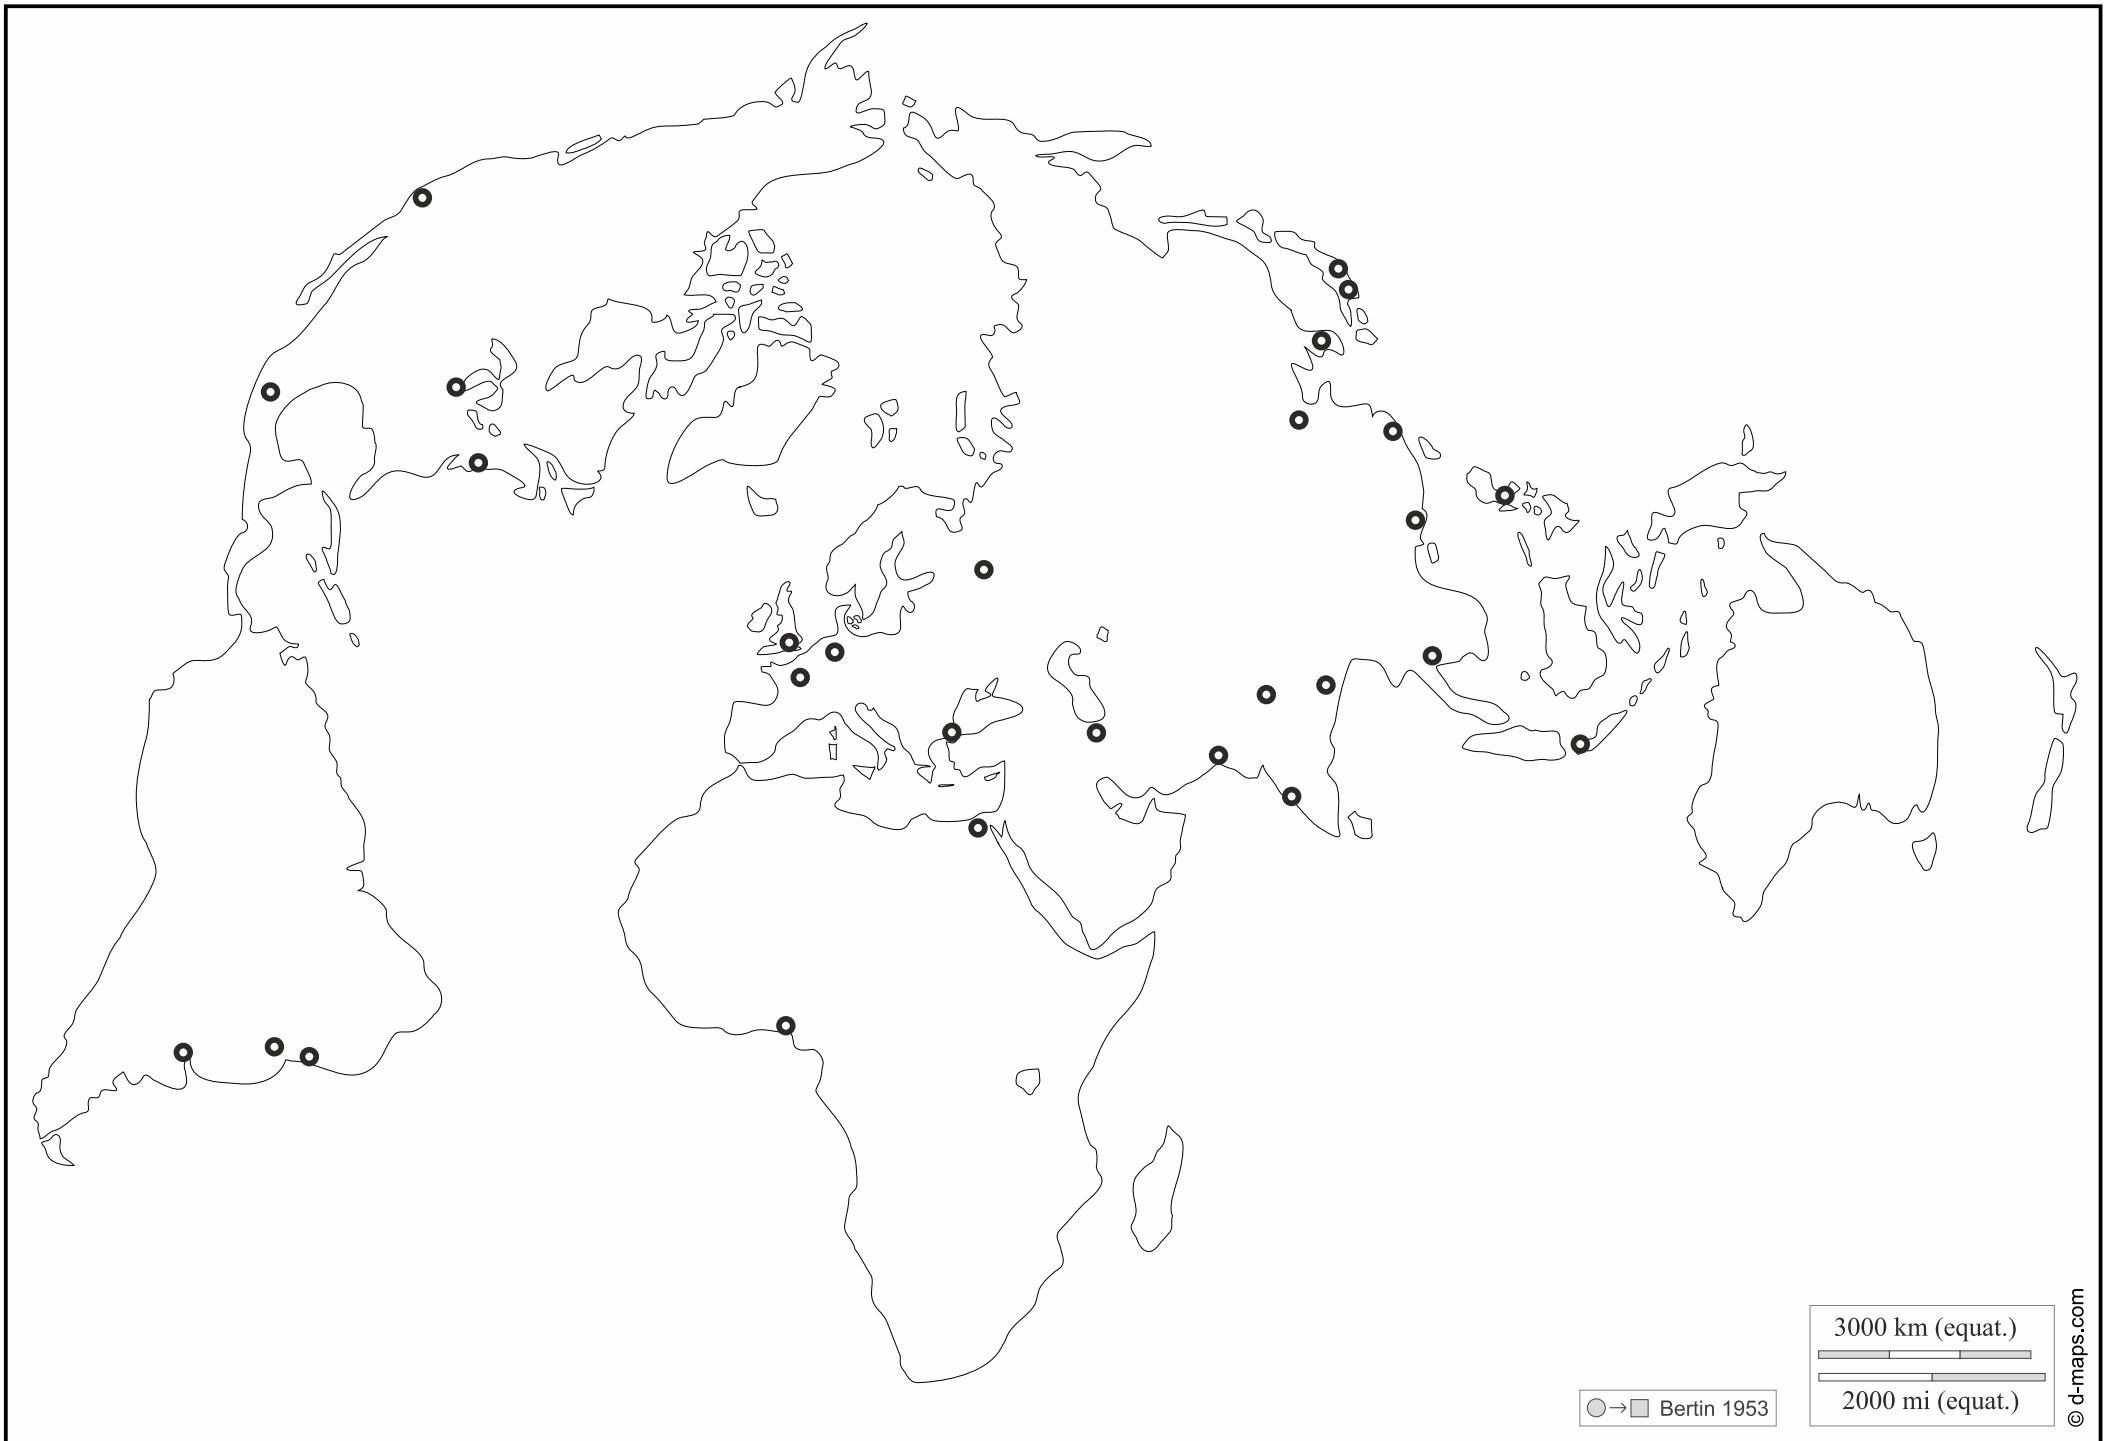 3000 km (equat.)
2000 mi (equat.)
Bertin 1953
© d-maps.com